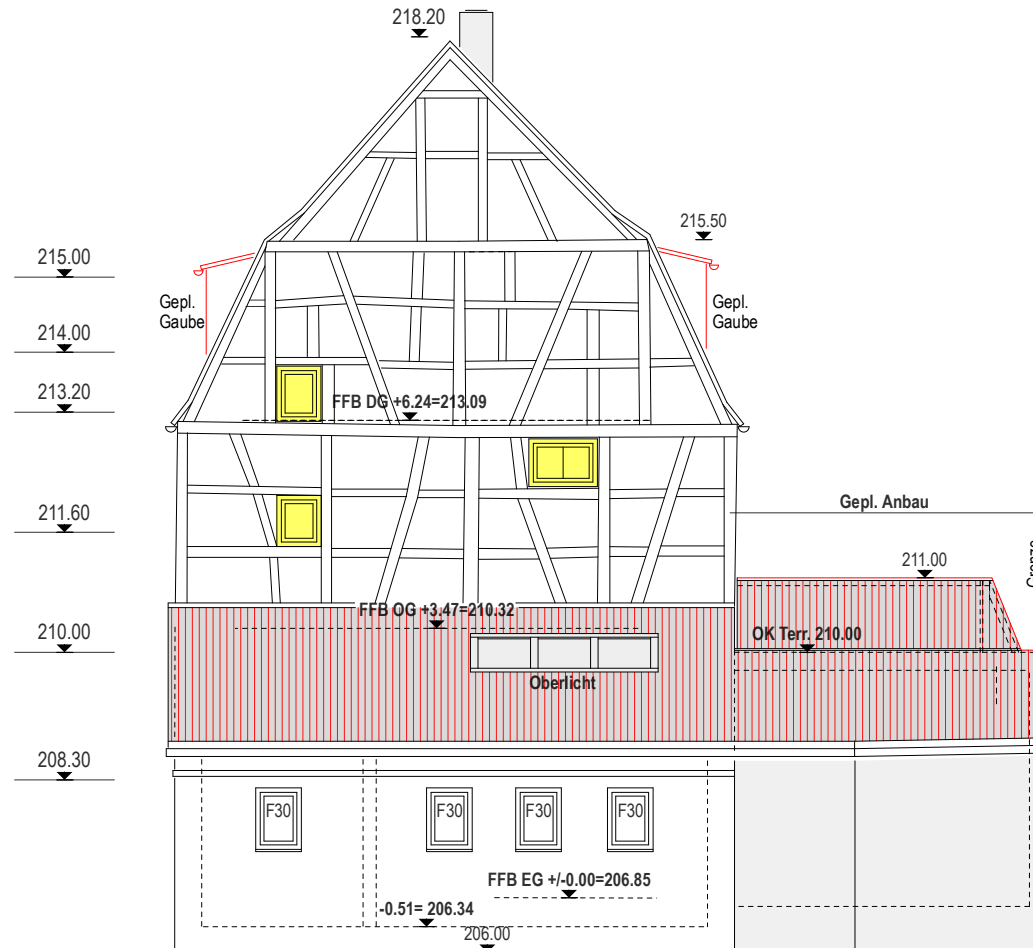 218.20
215.50
215.00
Gepl.
Gaube
Gepl.
Gaube
214.00
213.20
FFB DG +6.24=213.09
Gepl. Anbau
211.60
211.00
Grenze
FFB OG +3.47=210.32
210.00
OK Terr. 210.00
Oberlicht
208.30
F30
F30
F30
F30
FFB EG +/-0.00=206.85
-0.51= 206.34
206.00